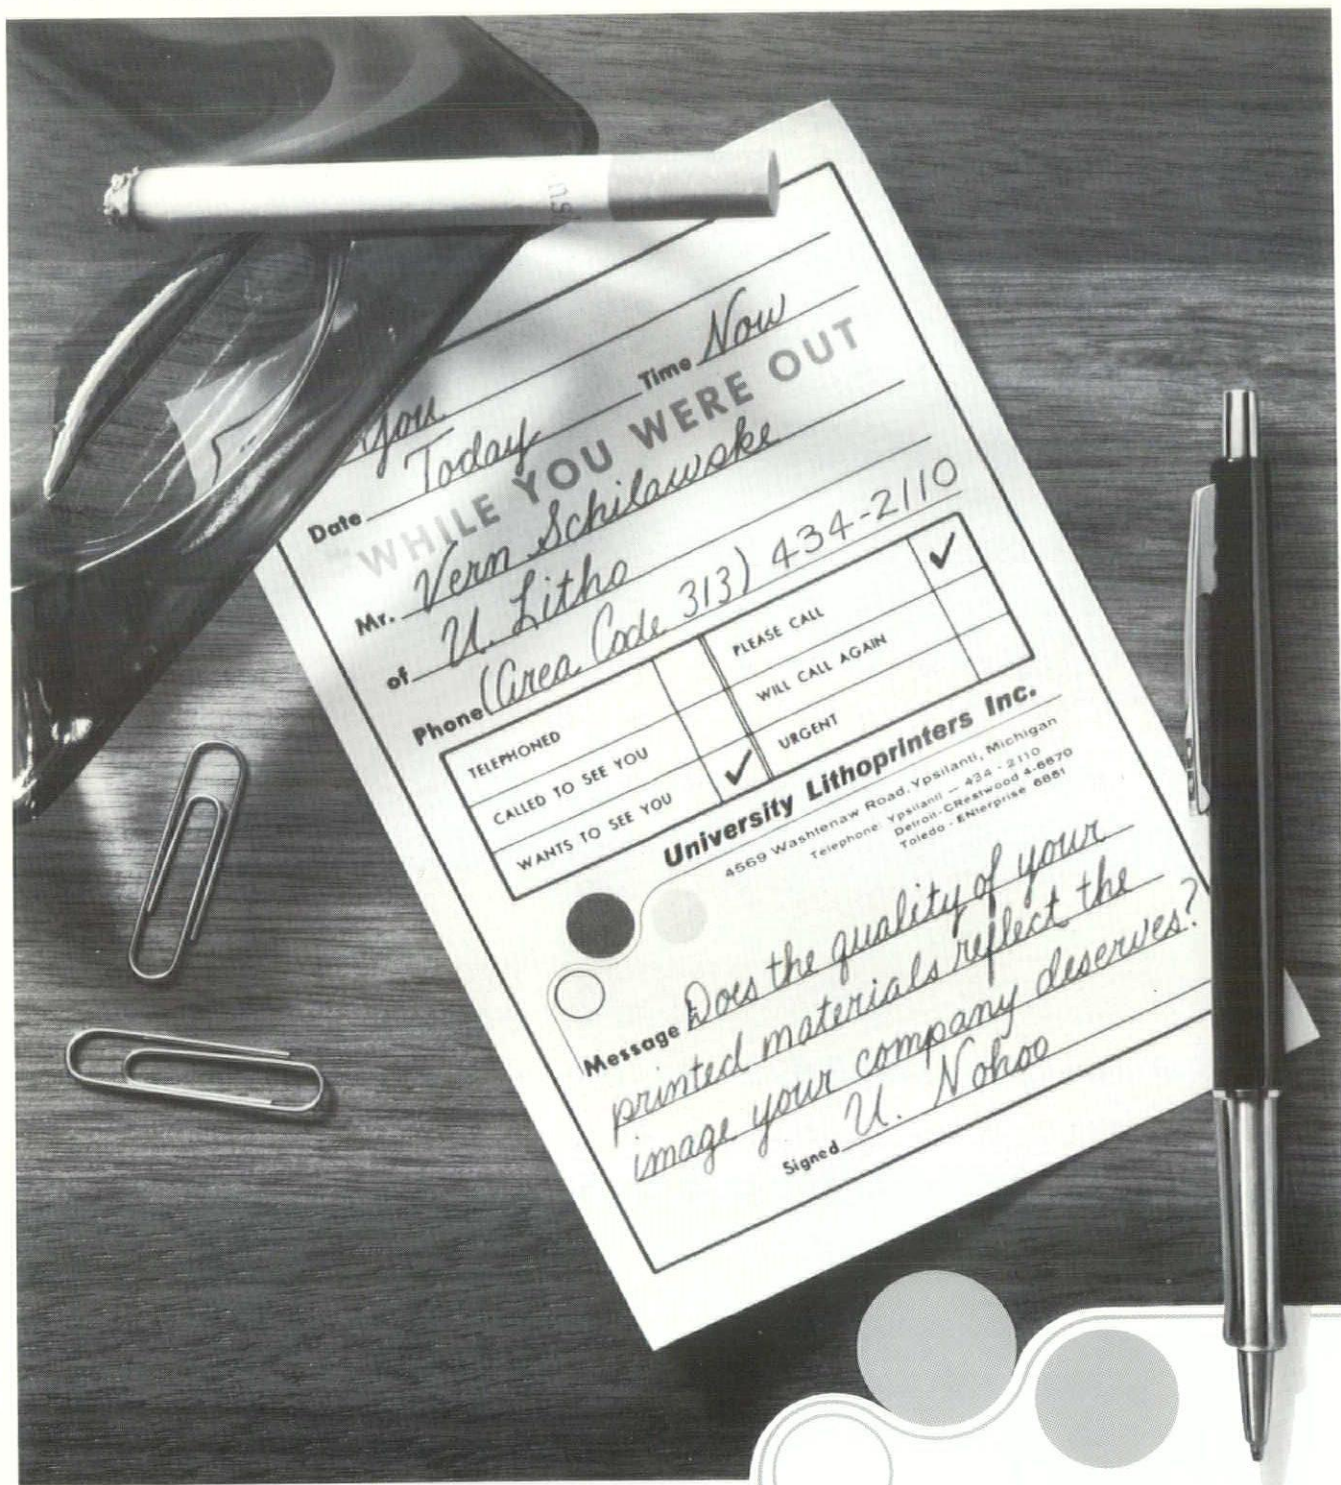 You
Date Today Time Now
WHILE YOU WERE OUT
Mr. Vern Schilawske
of U. Litho
Phone (Area Code 313) 434-2110
TELEPHONED
PLEASE CALL ✓
CALLED TO SEE YOU
WILL CALL AGAIN
WANTS TO SEE YOU ✓
URGENT
University Lithoprinters Inc.
4569 Washtenaw Road, Ypsilanti, Michigan
Telephone: Ypsilanti — 434-2110
Detroit-CRestwood 4-6870
Toledo - ENterprise 6881
Message Does the quality of your
printed materials reflect the
image your company deserves?
Signed U. Nohoo